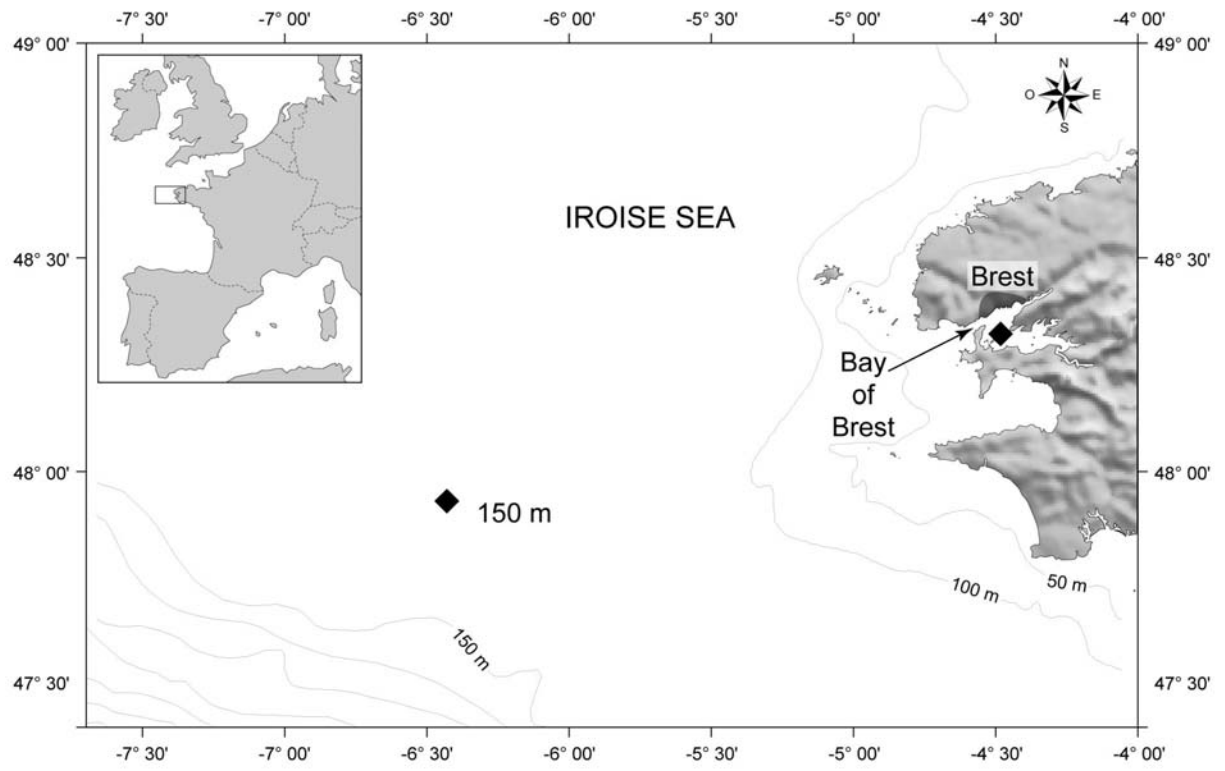 -7° 30' -7° 00' -6° 30' -6° 00' -5° 30' -5° 00' -4° 30' -4° 00'
49° 00' 49° 00'
N
O E
S
IROISE SEA
48° 30' 48° 30'
Brest
Bay
of
Brest
48° 00' 48° 00'
150 m
100 m
50 m
150 m
47° 30' 47° 30'
-7° 30' -7° 00' -6° 30' -6° 00' -5° 30' -5° 00' -4° 30' -4° 00'